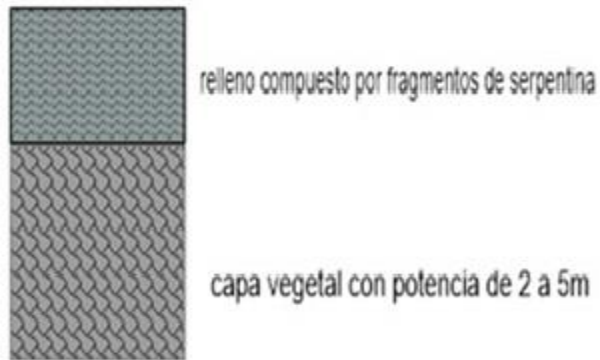 relleno compuesto por fragmentos de serpentina
capa vegetal con potencia de 2 a 5m